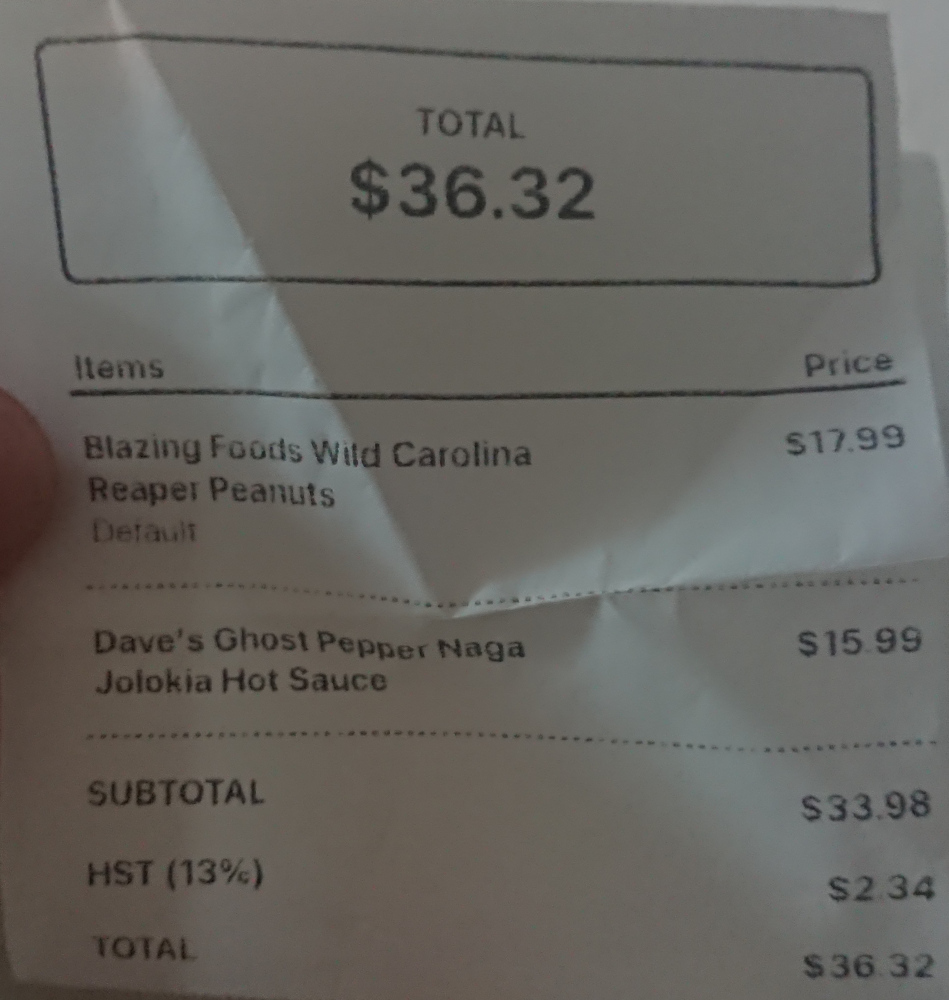 TOTAL
$36.32
Items Price
Blazing Foods Wild Carolina $17.99
Reaper Peanuts
Default
Dave's Ghost Pepper Naga $15.99
Jolokia Hot Sauce
SUBTOTAL $33.98
HST (13%) $2.34
TOTAL $36.32